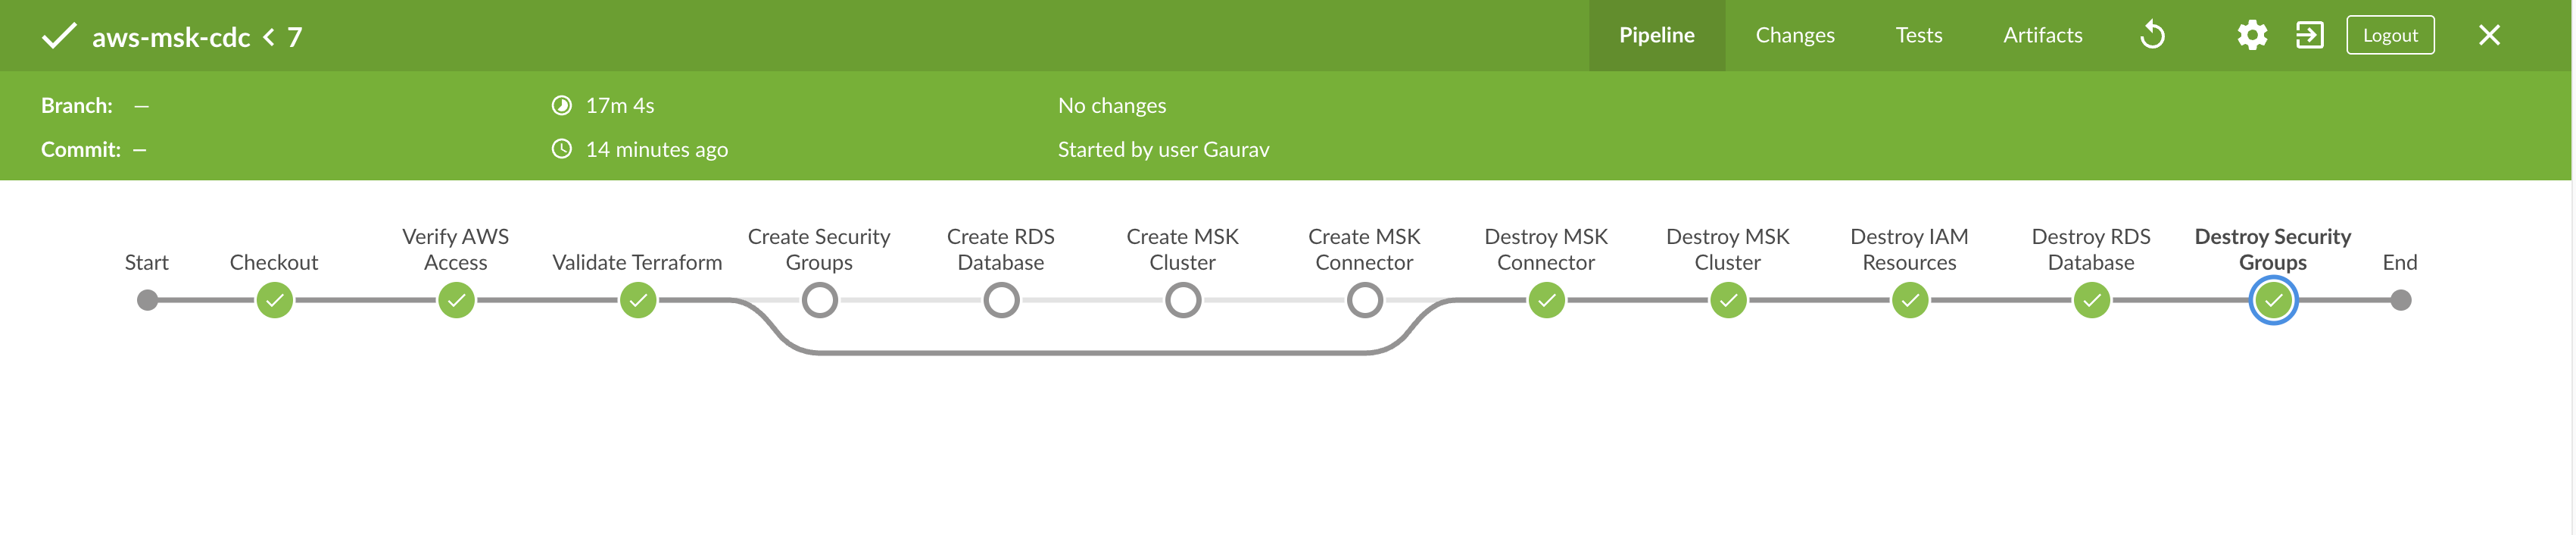 aws-msk-cdc < 7
Pipeline
Changes
Tests
Artifacts
Logout
Branch: —
17m 4s
No changes
Commit: —
14 minutes ago
Started by user Gaurav
Start
Checkout
Verify AWS
Access
Validate Terraform
Create Security
Groups
Create RDS
Database
Create MSK
Cluster
Create MSK
Connector
Destroy MSK
Connector
Destroy MSK
Cluster
Destroy IAM
Resources
Destroy RDS
Database
Destroy Security
Groups
End